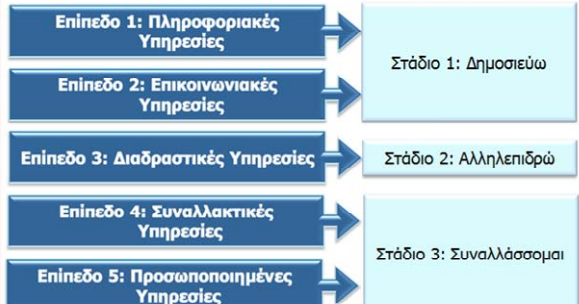 Επίπεδο 1: Πληροφοριακές
Υπηρεσίες
Επίπεδο 2: Επικοινωνιακές
Υπηρεσίες
Στάδιο 1: Δημοσιεύω
Επίπεδο 3: Διαδραστικές Υπηρεσίες
Στάδιο 2: Αλληλεπιδρώ
Επίπεδο 4: Συναλλακτικές
Υπηρεσίες
Επίπεδο 5: Προσωποποιημένες
Υπηρεσίες
Στάδιο 3: Συναλλάσσομαι